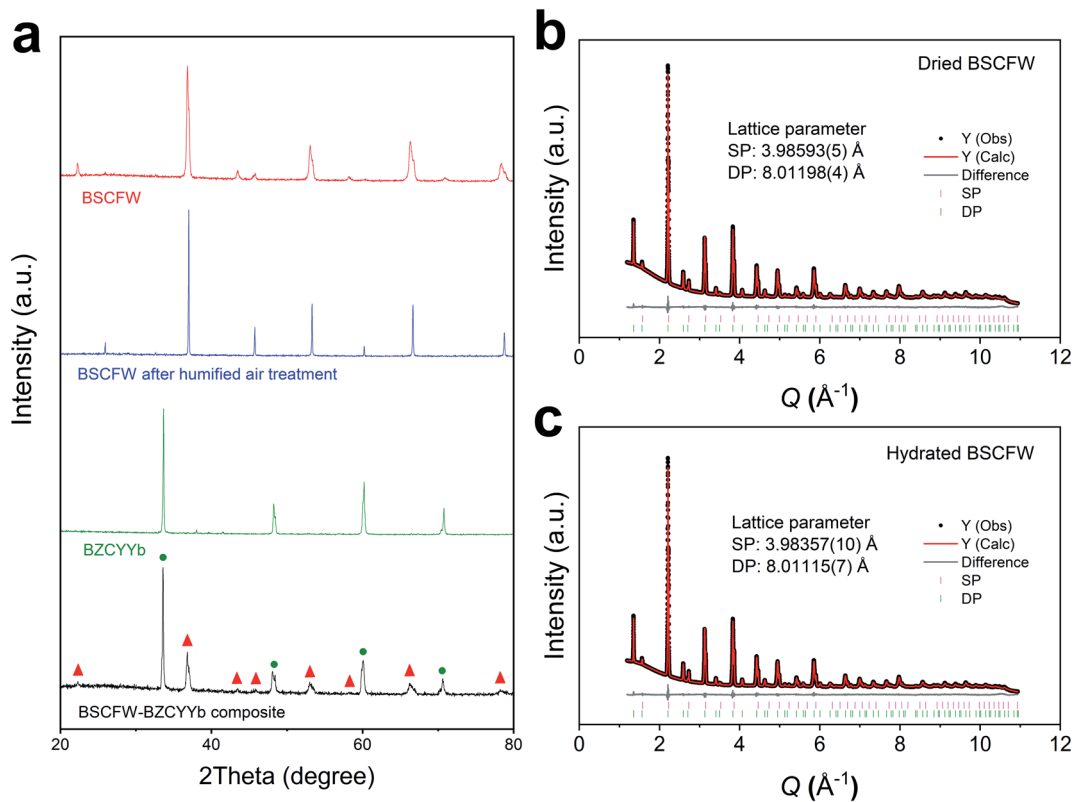 a
Intensity (a.u.)
BSCFW
BSCFW after humified air treatment
BZCYYb
BSCFW-BZCYYb composite
20 40 60 80
2Theta (degree)
b
Intensity (a.u.)
Dried BSCFW
Lattice parameter
SP: 3.98593(5) Å
DP: 8.01198(4) Å
Y (Obs)
Y (Calc)
Difference
SP
DP
0 2 4 6 8 10 12
Q (Å-1)
c
Intensity (a.u.)
Hydrated BSCFW
Lattice parameter
SP: 3.98357(10) Å
DP: 8.01115(7) Å
Y (Obs)
Y (Calc)
Difference
SP
DP
0 2 4 6 8 10 12
Q (Å-1)